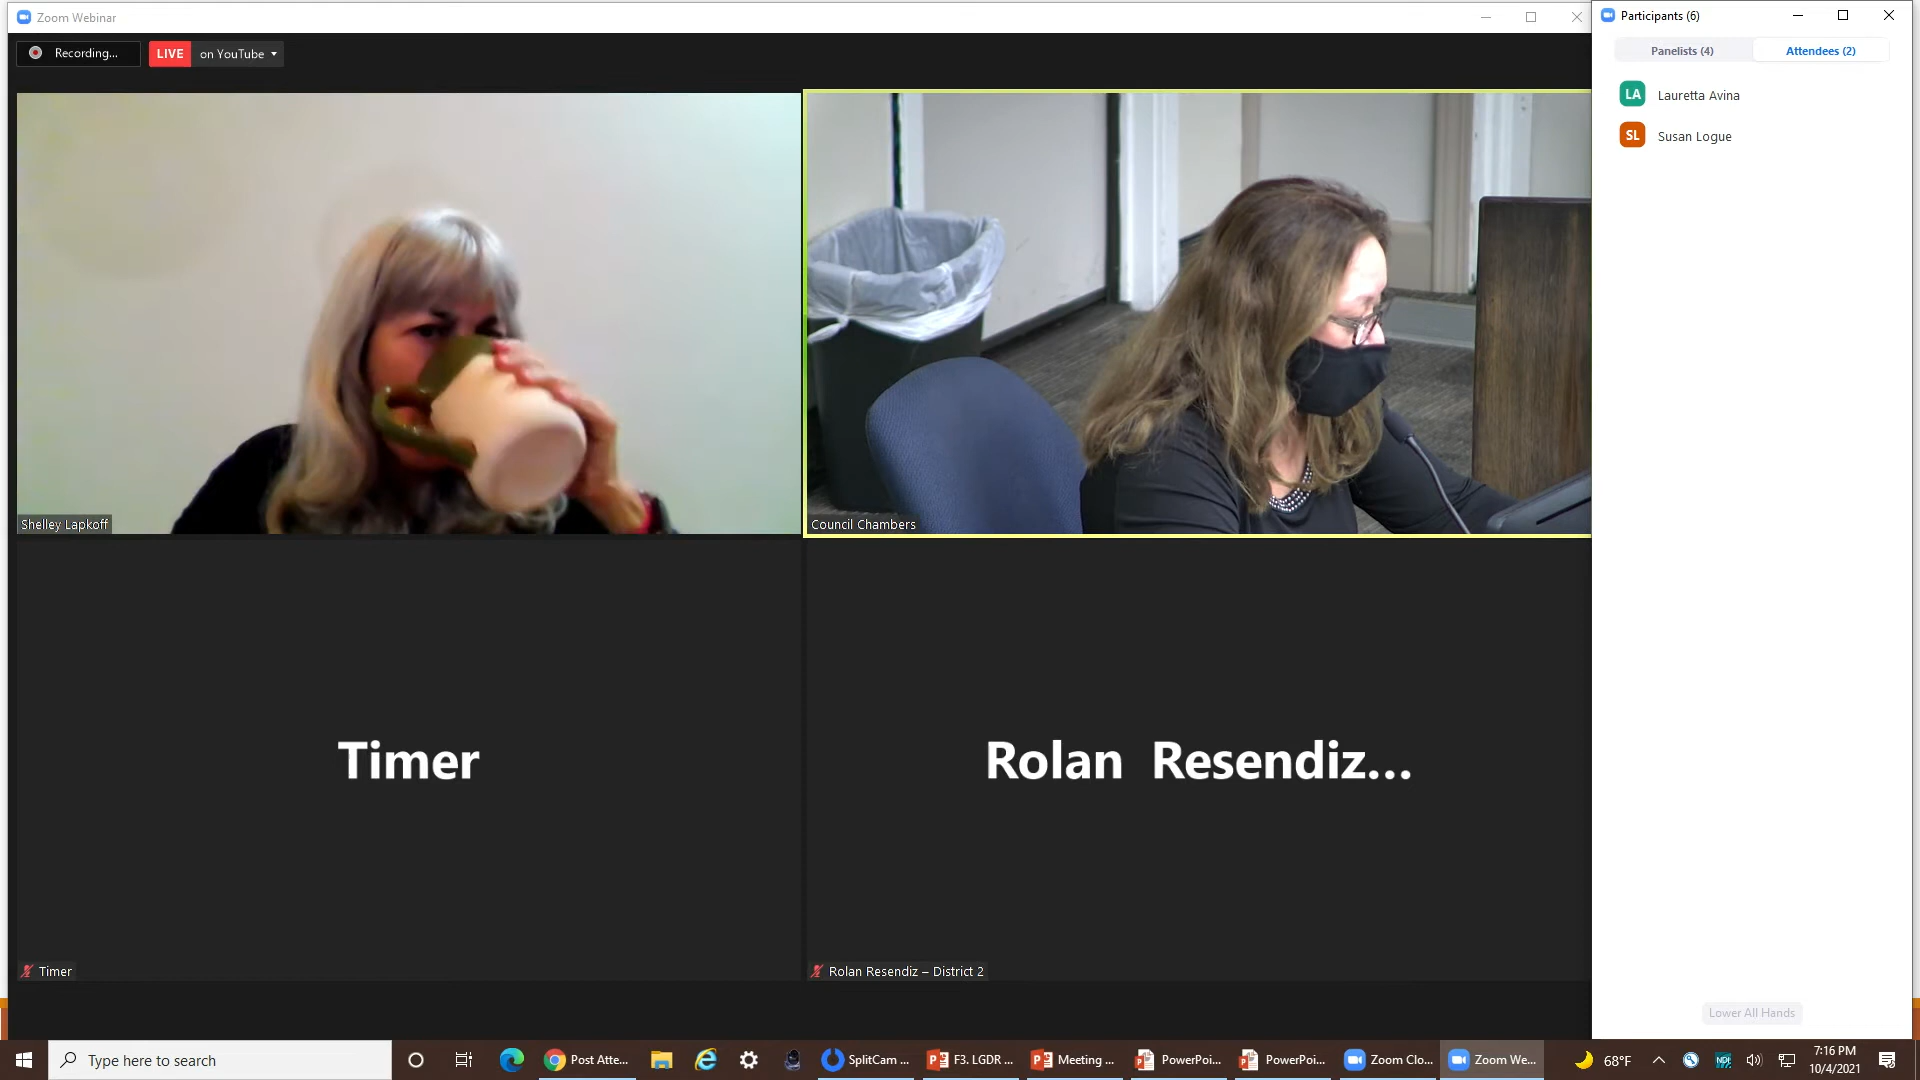 Zoom Webinar
Recording...
LIVE on YouTube
Shelley Lapkoff
Council Chambers
Timer
Rolan Resendiz...
Timer
Rolan Resendiz – District 2
Participants (6)
Panelists (4)
Attendees (2)
LA Lauretta Avina
SL Susan Logue
Lower All Hands
Type here to search
Post Atte...
SplitCam ...
F3. LGDR ...
Meeting ...
PowerPoi...
PowerPoi...
Zoom Clo...
Zoom We...
68°F
7:16 PM
10/4/2021